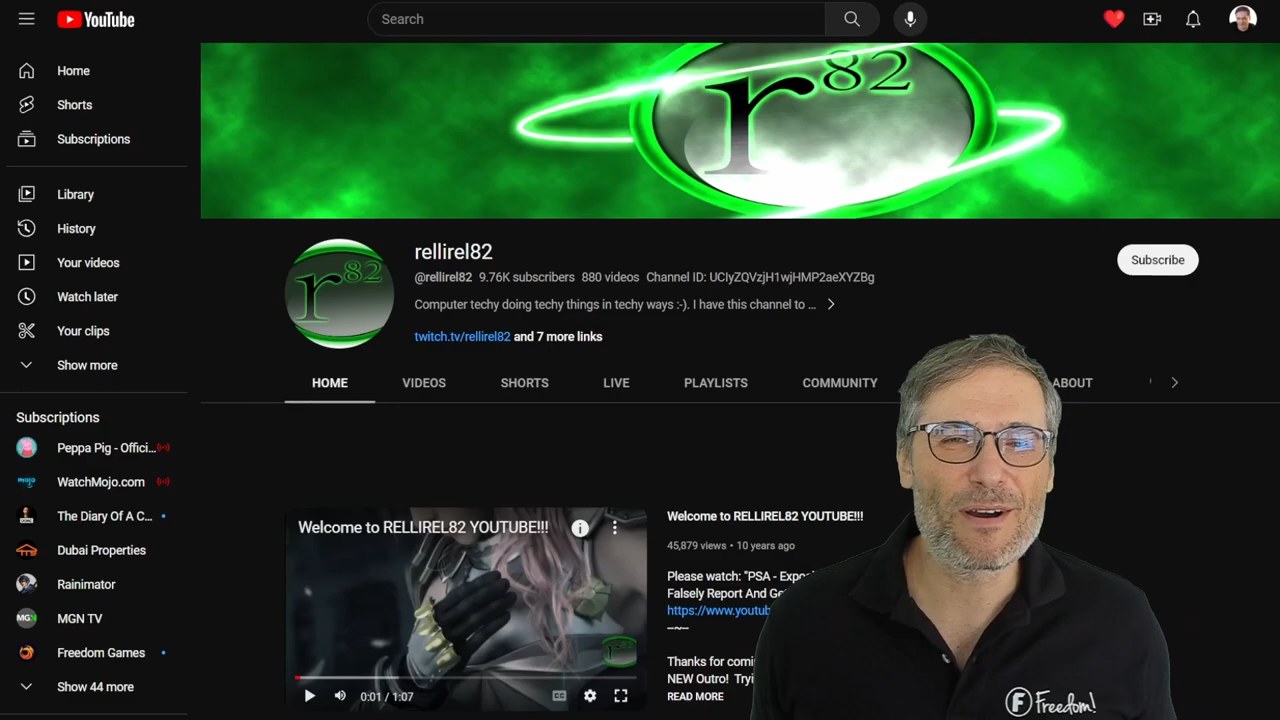 YouTube
Search
Home
Shorts
Subscriptions
Library
History
Your videos
Watch later
Your clips
Show more
Subscriptions
Peppa Pig - Offici...
WatchMojo.com
The Diary Of A C...
Dubai Properties
Rainimator
MGN TV
Freedom Games
Show 44 more
r82
r82
rellirel82
@rellirel82 9.76K subscribers 880 videos Channel ID: UCIyZQVzjH1wjHMP2aeXYZBg
Computer techy doing techy things in techy ways :-). I have this channel to ...
twitch.tv/rellirel82 and 7 more links
Subscribe
HOME VIDEOS SHORTS LIVE PLAYLISTS COMMUNITY ABOUT
Welcome to RELLIREL82 YOUTUBE!!!
0:01 / 1:07
Welcome to RELLIREL82 YOUTUBE!!!
45,879 views • 10 years ago
Please watch: "PSA -
Falsely Report And
https://www.youtub
~-~-
Thanks for
NEW Outro!
READ MORE
Freedom!